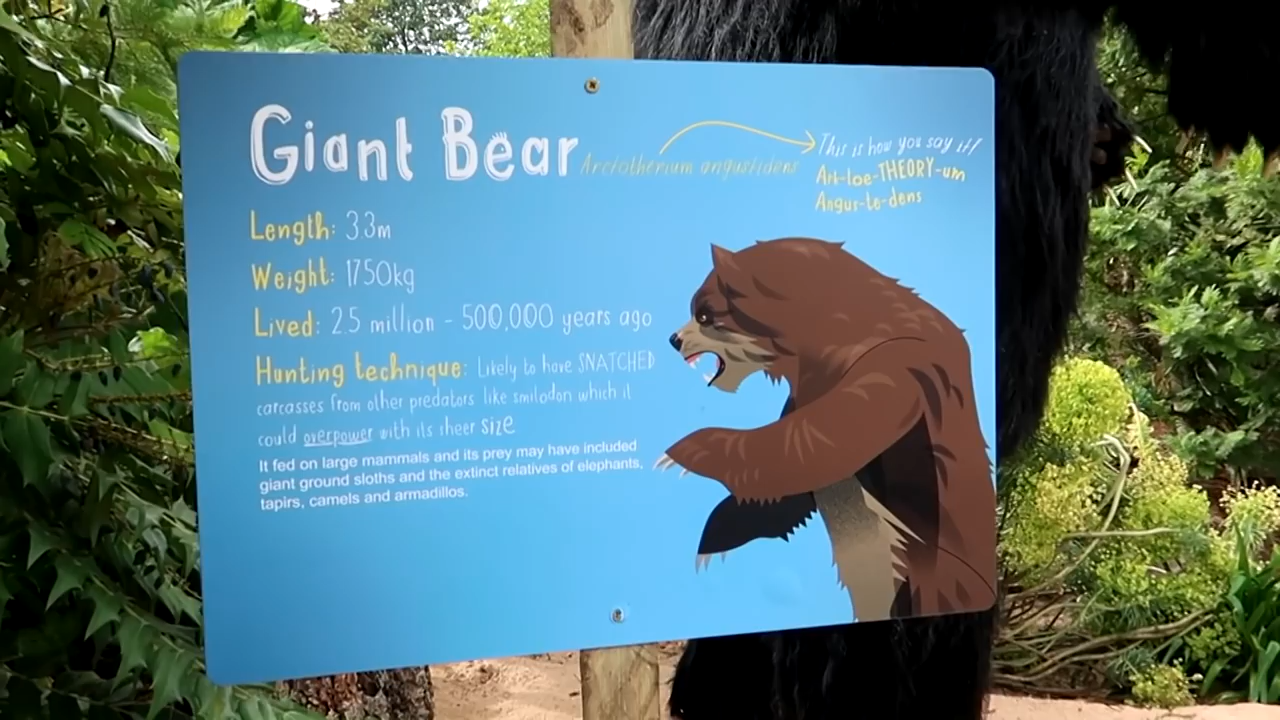 Giant Bear
Arctotherium angustidens
This is how you say it!
Art-loe-THEORY-um
Angus-te-dens
Length: 3.3m
Weight: 1750kg
Lived: 2.5 million - 500,000 years ago
Hunting technique: Likely to have SNATCHED
carcasses from other predators like smilodon which it
could overpower with its sheer size
It fed on large mammals and its prey may have included
giant ground sloths and the extinct relatives of elephants,
tapirs, camels and armadillos.